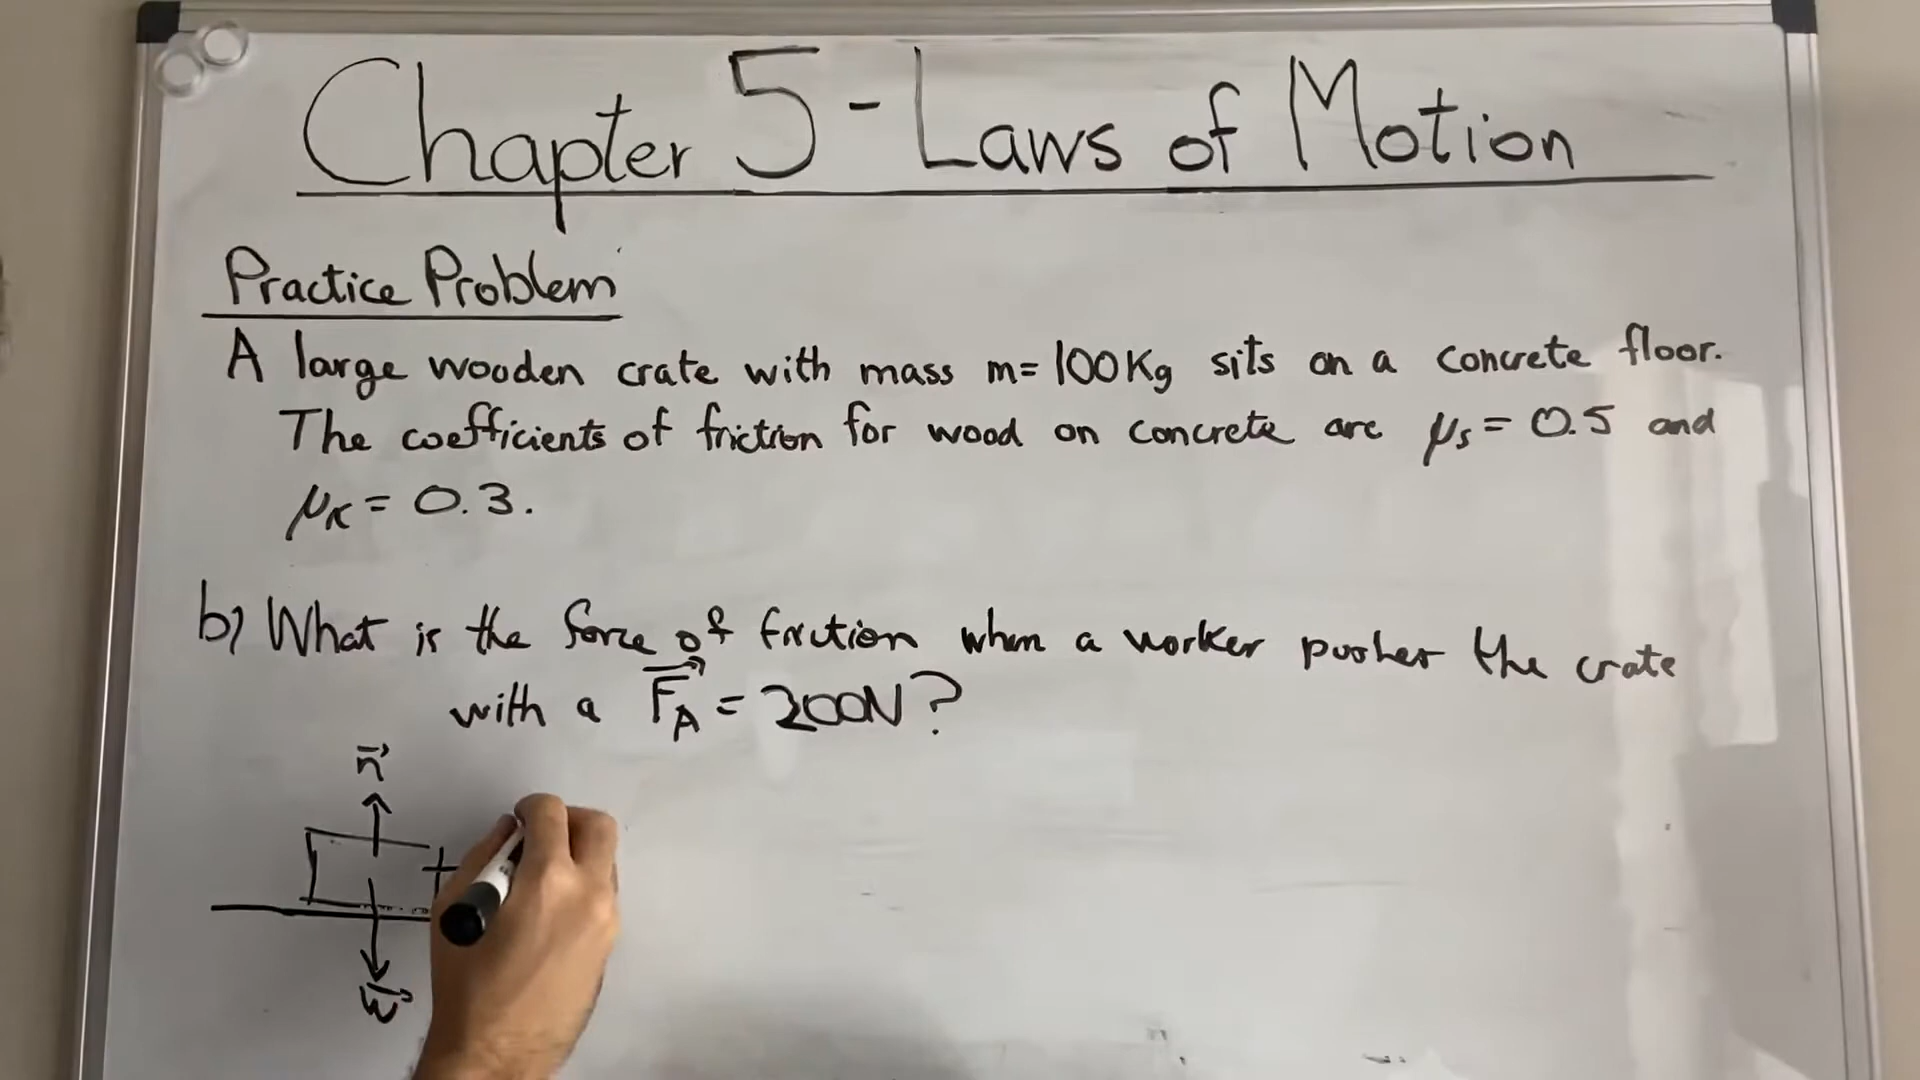 Chapter 5 - Laws of Motion
Practice Problem
A large wooden crate with mass m = 100Kg sits on a concrete floor.
The coefficients of friction for wood on concrete are μs = 0.5 and
μK = 0.3.
b) What is the force of friction when a worker pushes the crate
with a F⃗A = 200N?
n⃗
w⃗